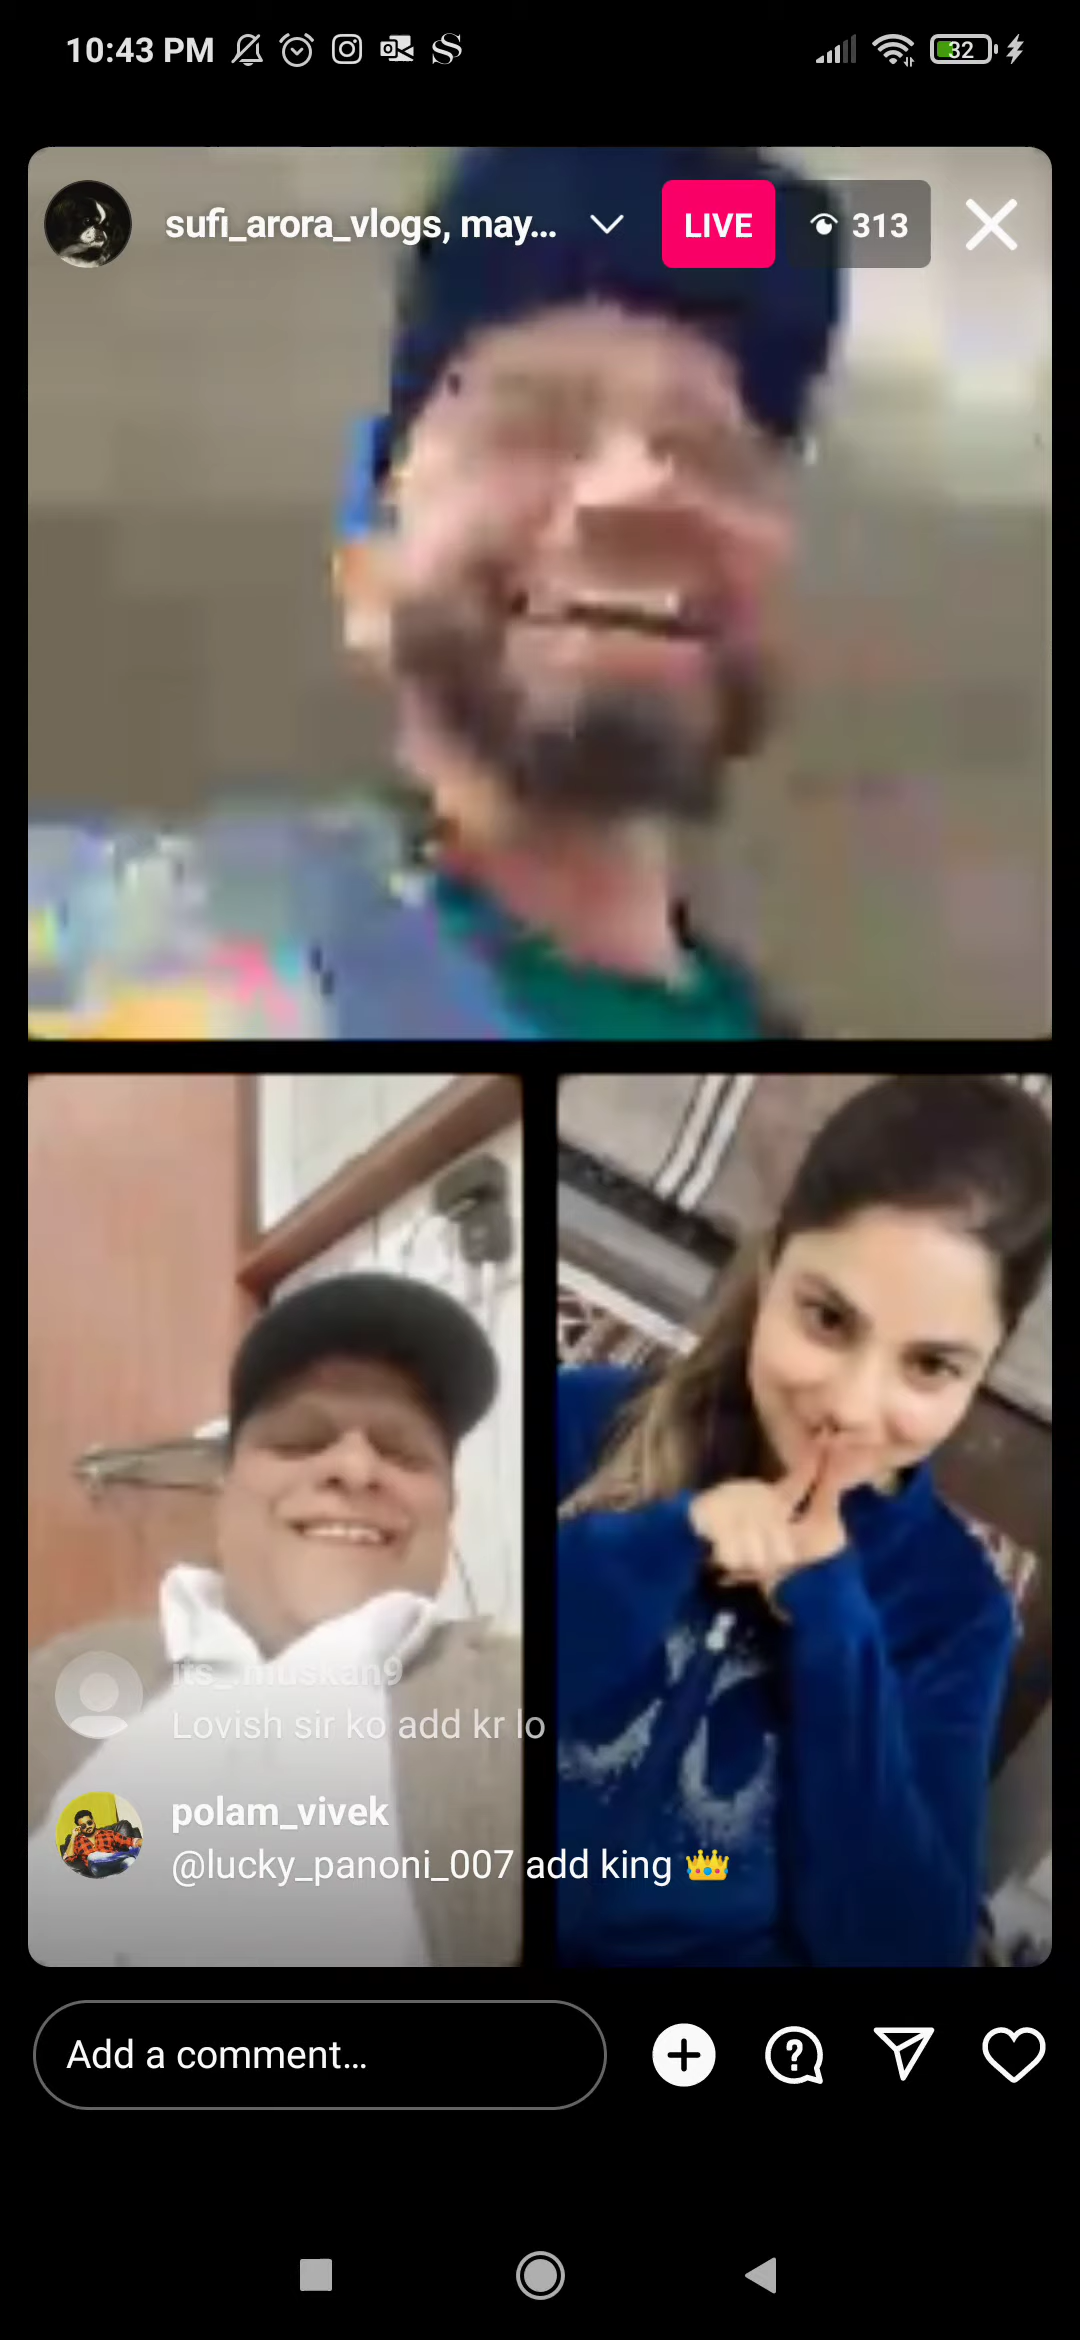 10:43 PM
32
sufi_arora_vlogs, may...
LIVE
313
its_muskan9
Lovish sir ko add kr lo
polam_vivek
@lucky_panoni_007 add king 👑
Add a comment...